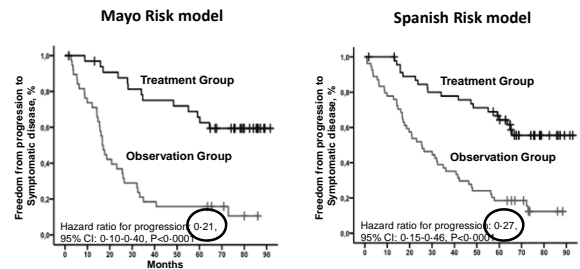 Mayo Risk model
Freedom from progression to
Symptomatic disease, %
1,0
0,8
0,6
0,4
0,2
0,0
Treatment Group
Observation Group
Hazard ratio for progression: 0-21,
95% CI: 0-10-0-40, P<0-0001
0 10 20 30 40 50 60 70 80 90
Months
Spanish Risk model
Freedom from progression to
Symptomatic disease, %
1,0
0,8
0,6
0,4
0,2
0,0
Treatment Group
Observation Group
Hazard ratio for progression: 0-27,
95% CI: 0-15-0-46, P<0-0001
0 10 20 30 40 50 60 70 80 90